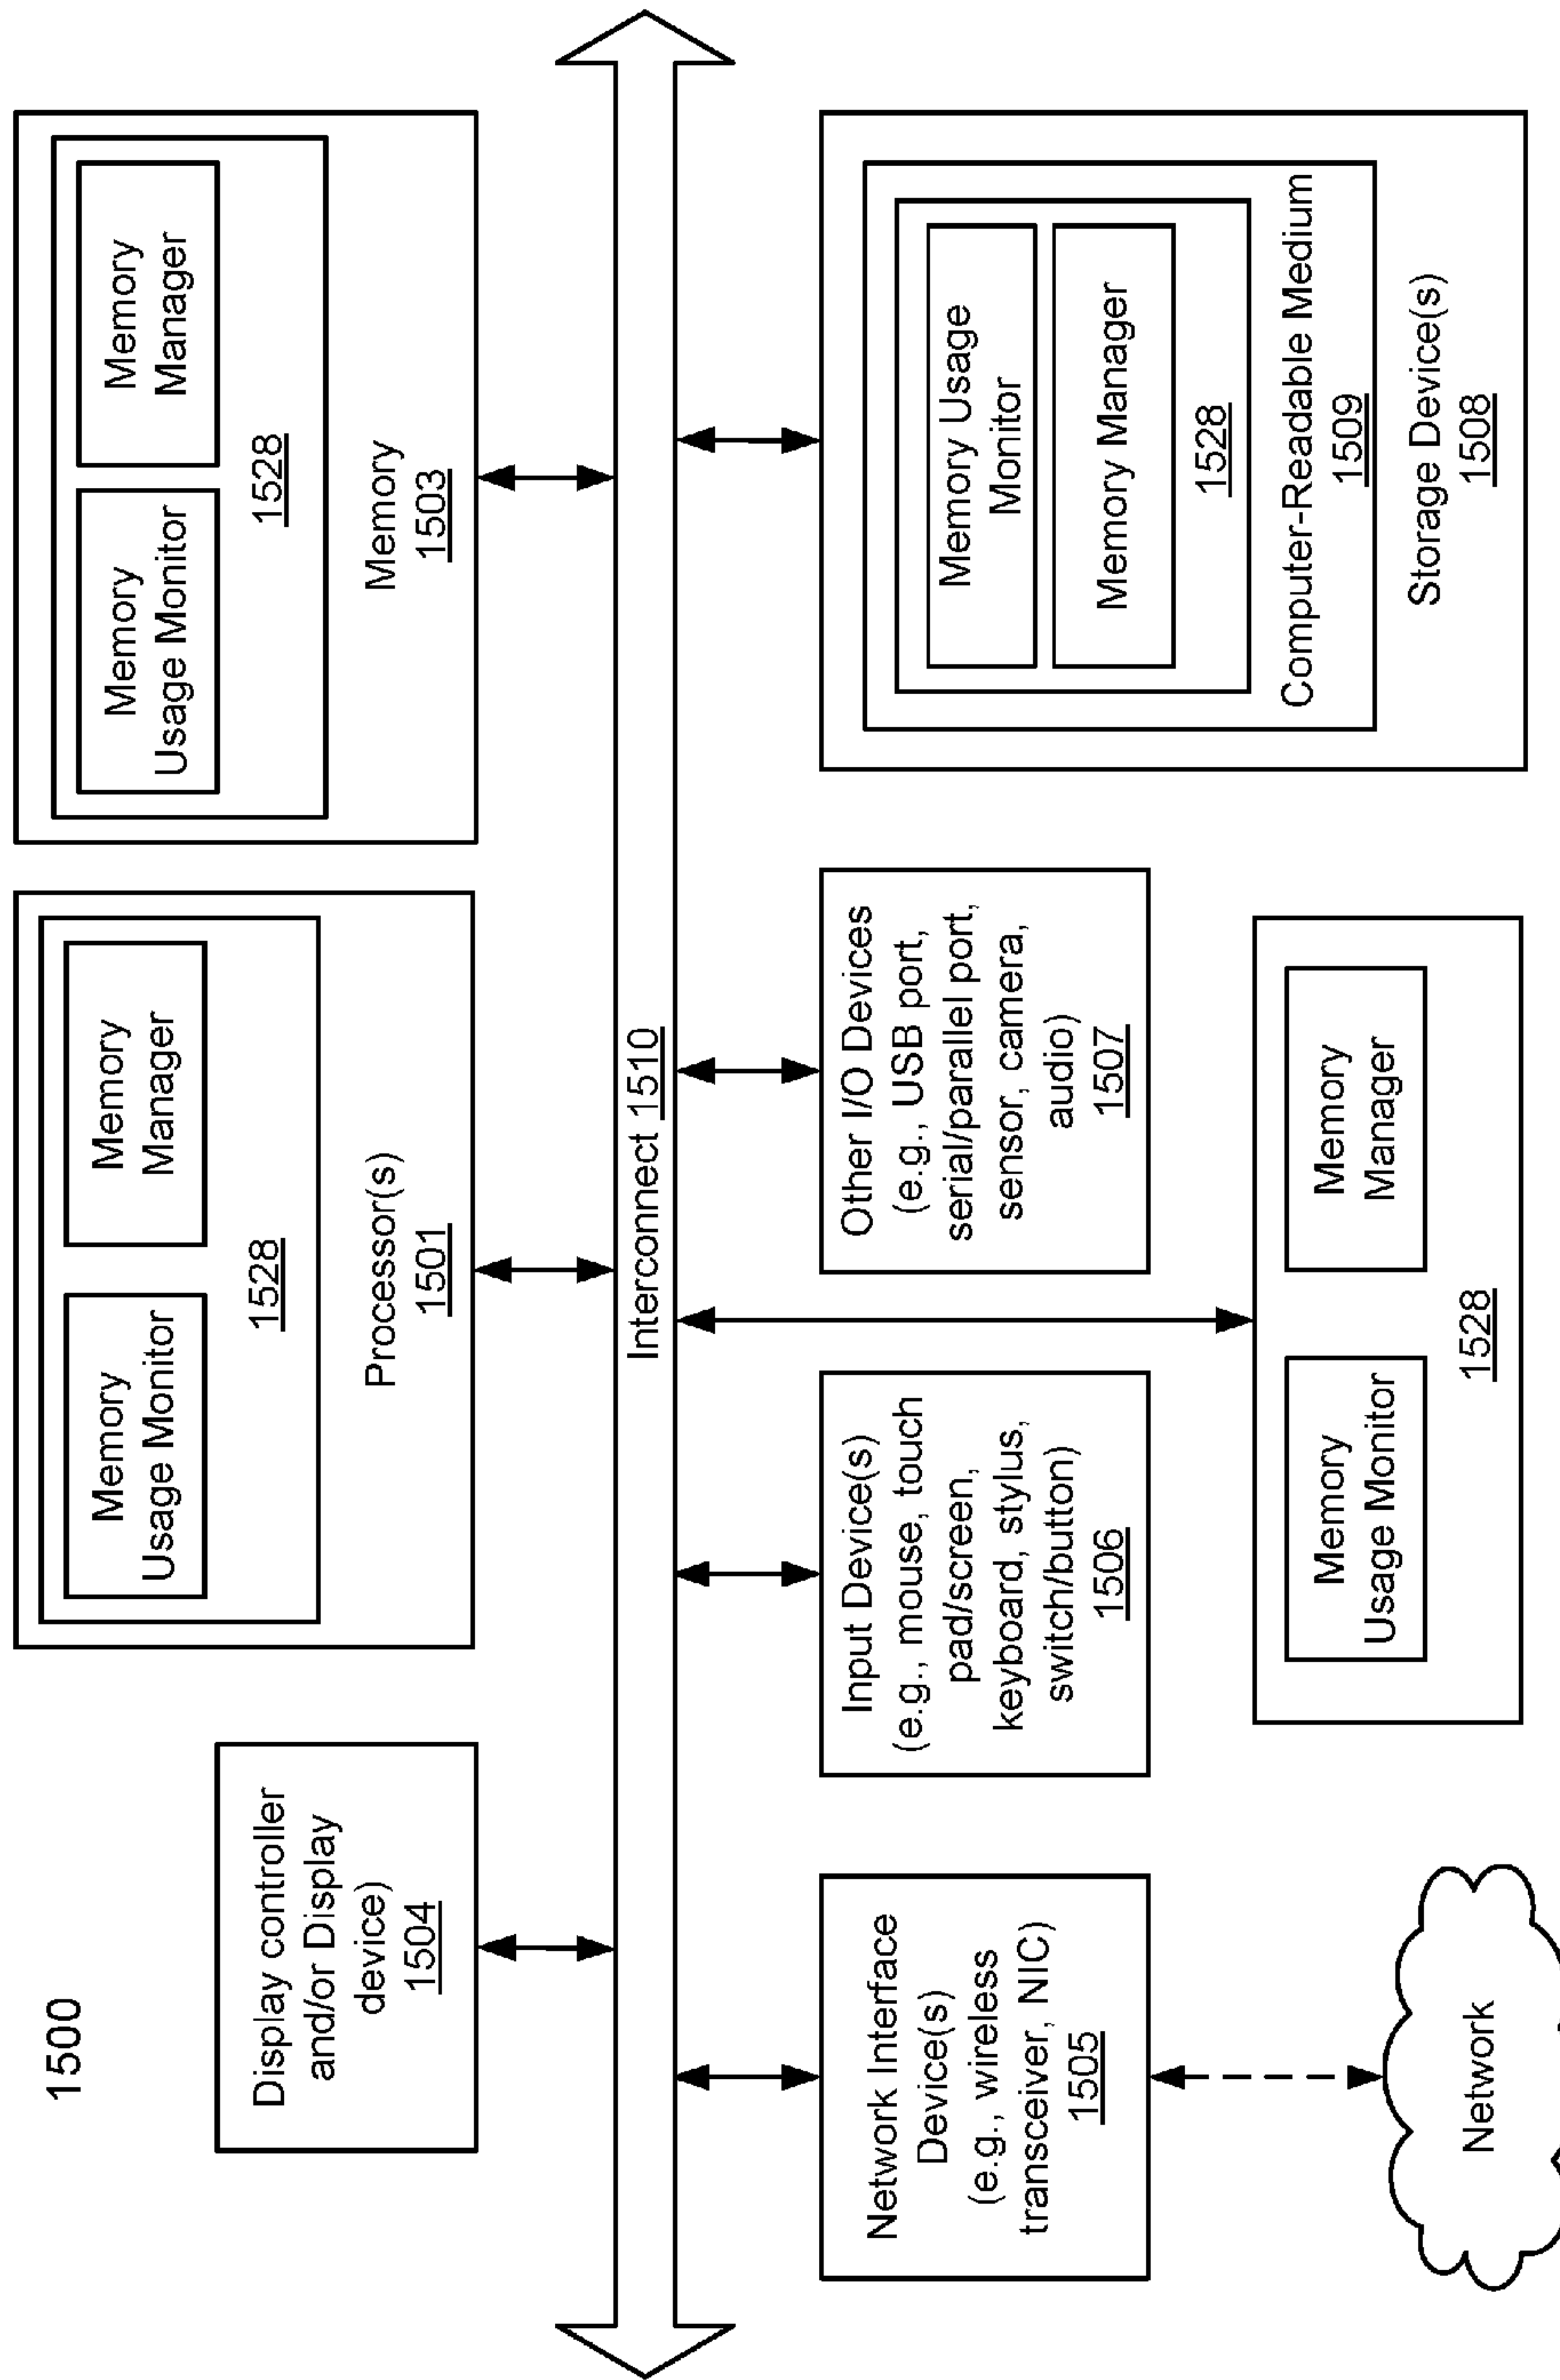 1500
Display controller
and/or Display
device)
1504
Memory
Usage Monitor
Memory
Manager
1528
Processor(s)
1501
Memory
Usage Monitor
Memory
Manager
1528
Memory
1503
Interconnect 1510
Network Interface
Device(s)
(e.g., wireless
transceiver, NIC)
1505
Input Device(s)
(e.g., mouse, touch
pad/screen,
keyboard, stylus,
switch/button)
1506
Other I/O Devices
(e.g., USB port,
serial/parallel port,
sensor, camera,
audio)
1507
Memory Usage
Monitor
Memory Manager
1528
Computer-Readable Medium
1509
Storage Device(s)
1508
Memory
Usage Monitor
Memory
Manager
1528
Network